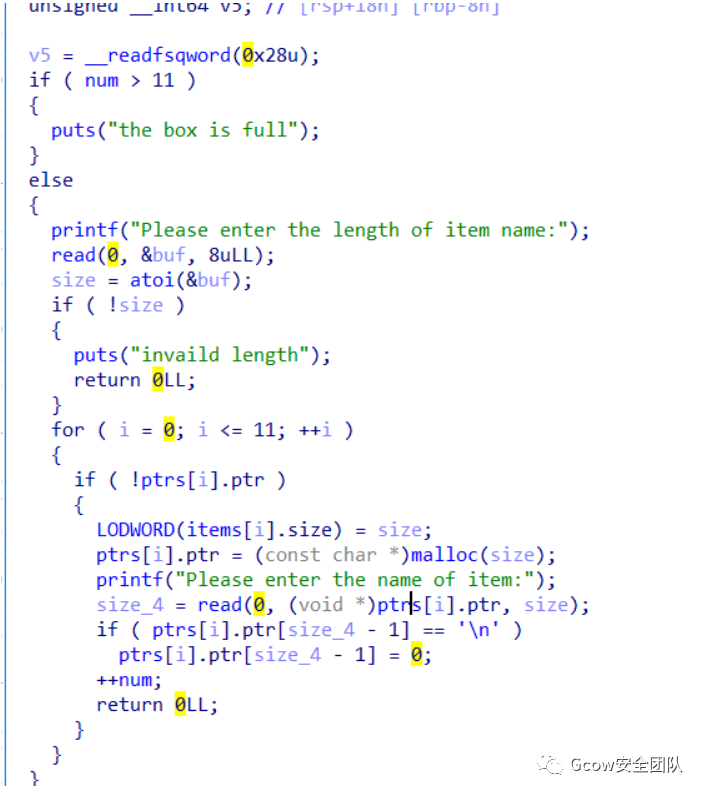 unsigned __int64 v5; // [rsp+18h] [rbp-8h]
v5 = __readfsqword(0x28u);
if ( num > 11 )
{
puts("the box is full");
}
else
{
printf("Please enter the length of item name:");
read(0, &buf, 8uLL);
size = atoi(&buf);
if ( !size )
{
puts("invaild length");
return 0LL;
}
for ( i = 0; i <= 11; ++i )
{
if ( !ptrs[i].ptr )
{
LODWORD(items[i].size) = size;
ptrs[i].ptr = (const char *)malloc(size);
printf("Please enter the name of item:");
size_4 = read(0, (void *)ptrs[i].ptr, size);
if ( ptrs[i].ptr[size_4 - 1] == '\n' )
ptrs[i].ptr[size_4 - 1] = 0;
++num;
return 0LL;
}
}
}
Gcow安全团队